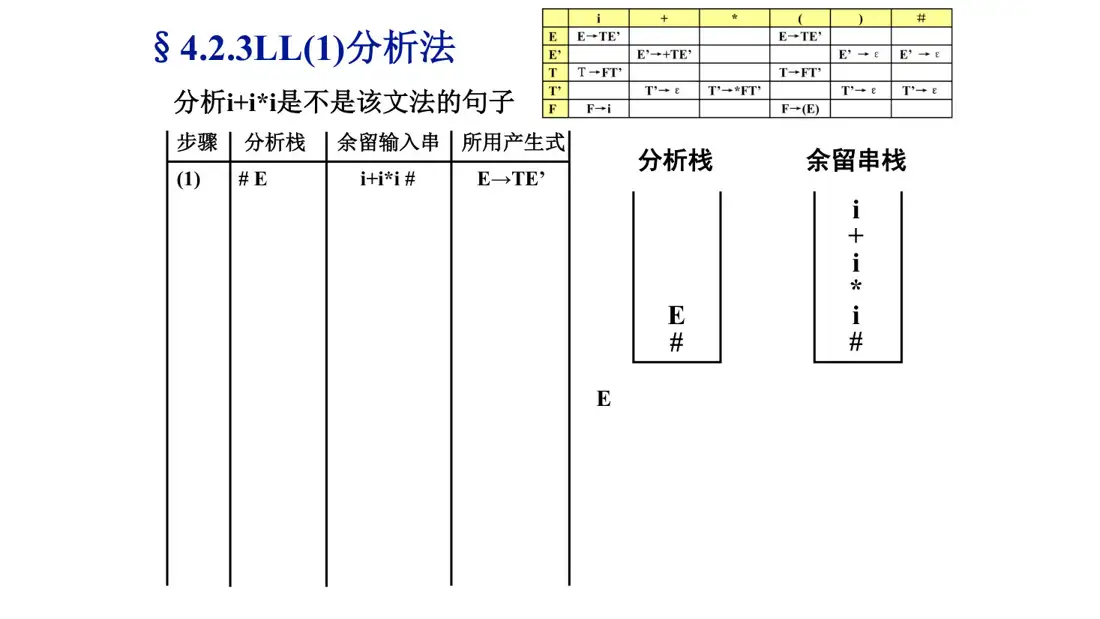 §4.2.3LL(1)分析法
分析i+i*i是不是该文法的句子
i + * ( ) #
E E→TE’ E→TE’
E’ E’→+TE’ E’ →ε E’ →ε
T T→FT’ T→FT’
T’ T’→ε T’→*FT’ T’→ε T’→ε
F F→i F→(E)
步骤 分析栈 余留输入串 所用产生式
(1) # E i+i*i # E→TE’
分析栈
E
#
余留串栈
i
+
i
*
i
#
E